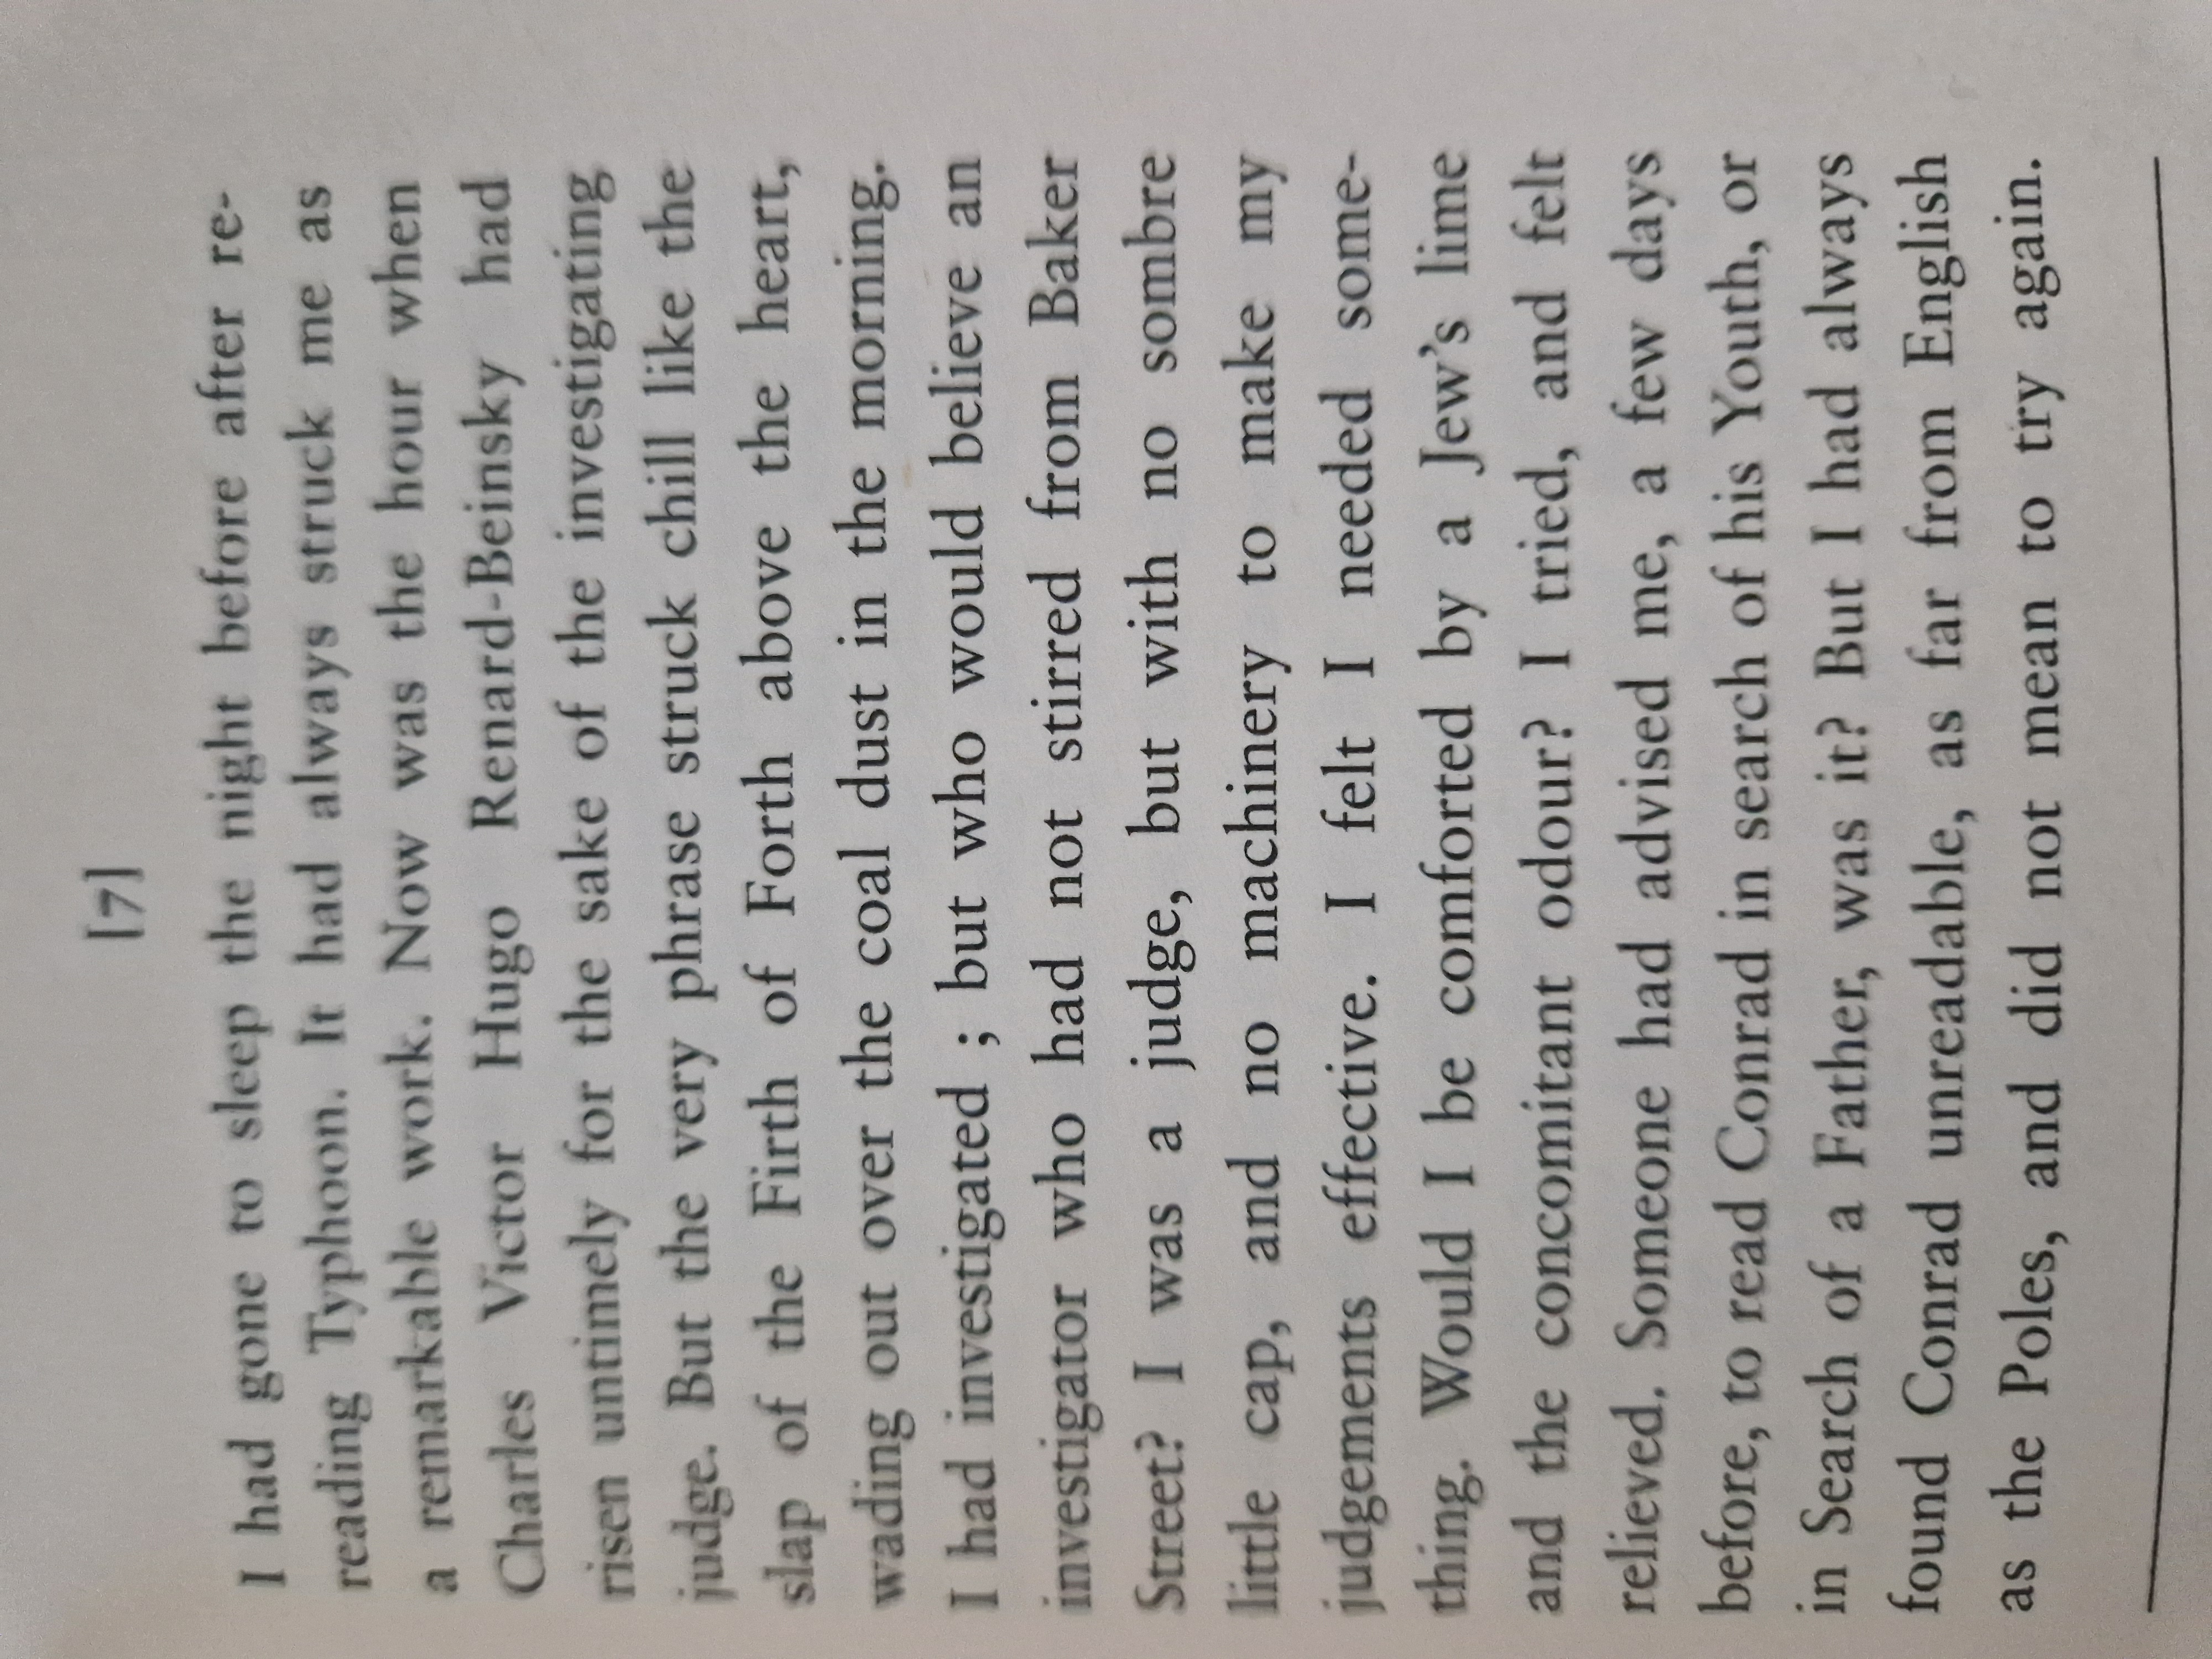 [7]
I had gone to sleep the night before after re-
reading Typhoon. It had always struck me as
a remarkable work. Now was the hour when
Charles Victor Hugo Renard-Beinsky had
risen untimely for the sake of the investigating
judge. But the very phrase struck chill like the
slap of the Firth of Forth above the heart,
wading out over the coal dust in the morning.
I had investigated ; but who would believe an
investigator who had not stirred from Baker
Street? I was a judge, but with no sombre
little cap, and no machinery to make my
judgements effective. I felt I needed some-
thing. Would I be comforted by a Jew's lime
and the concomitant odour? I tried, and felt
relieved. Someone had advised me, a few days
before, to read Conrad in search of his Youth, or
in Search of a Father, was it? But I had always
found Conrad unreadable, as far from English
as the Poles, and did not mean to try again.